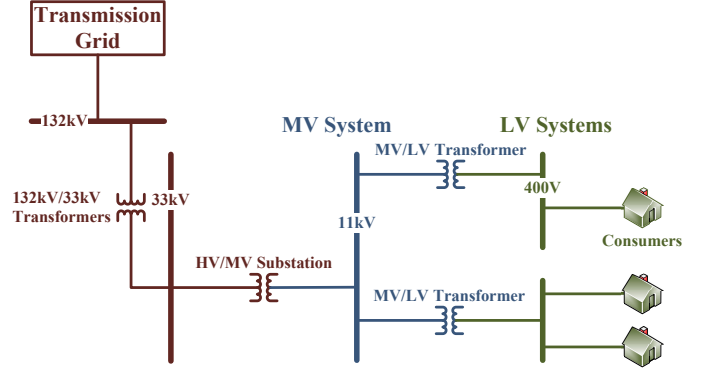 Transmission
Grid
132kV
MV System
LV Systems
MV/LV Transformer
132kV/33kV
Transformers
33kV
400V
11kV
Consumers
HV/MV Substation
MV/LV Transformer